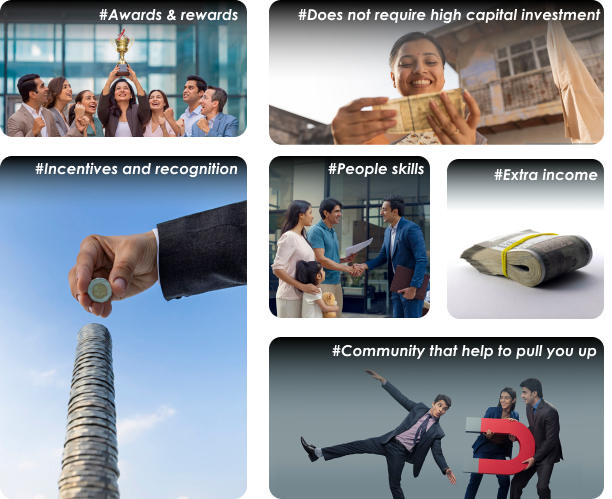 #Awards & rewards
#Does not require high capital investment
#Incentives and recognition
#People skills
#Extra income
#Community that help to pull you up